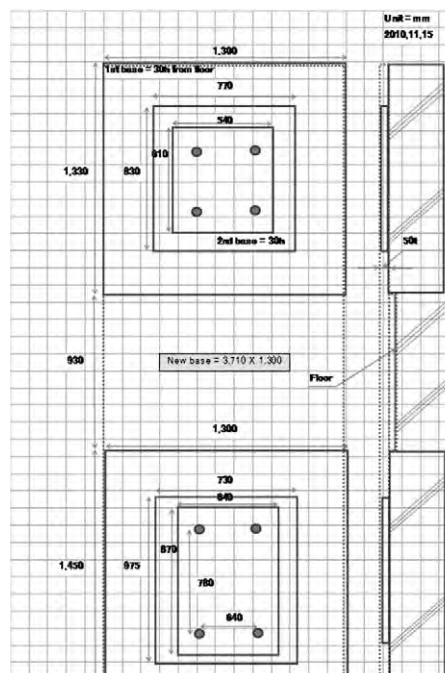 Unit = mm
2010,11,15
1,300
1st base = 30h from floor
770
540
610
1,330
830
2nd base = 30h
50t
930
New base = 3,710 X 1,300
Floor
1,300
730
640
870
1,450
975
780
640